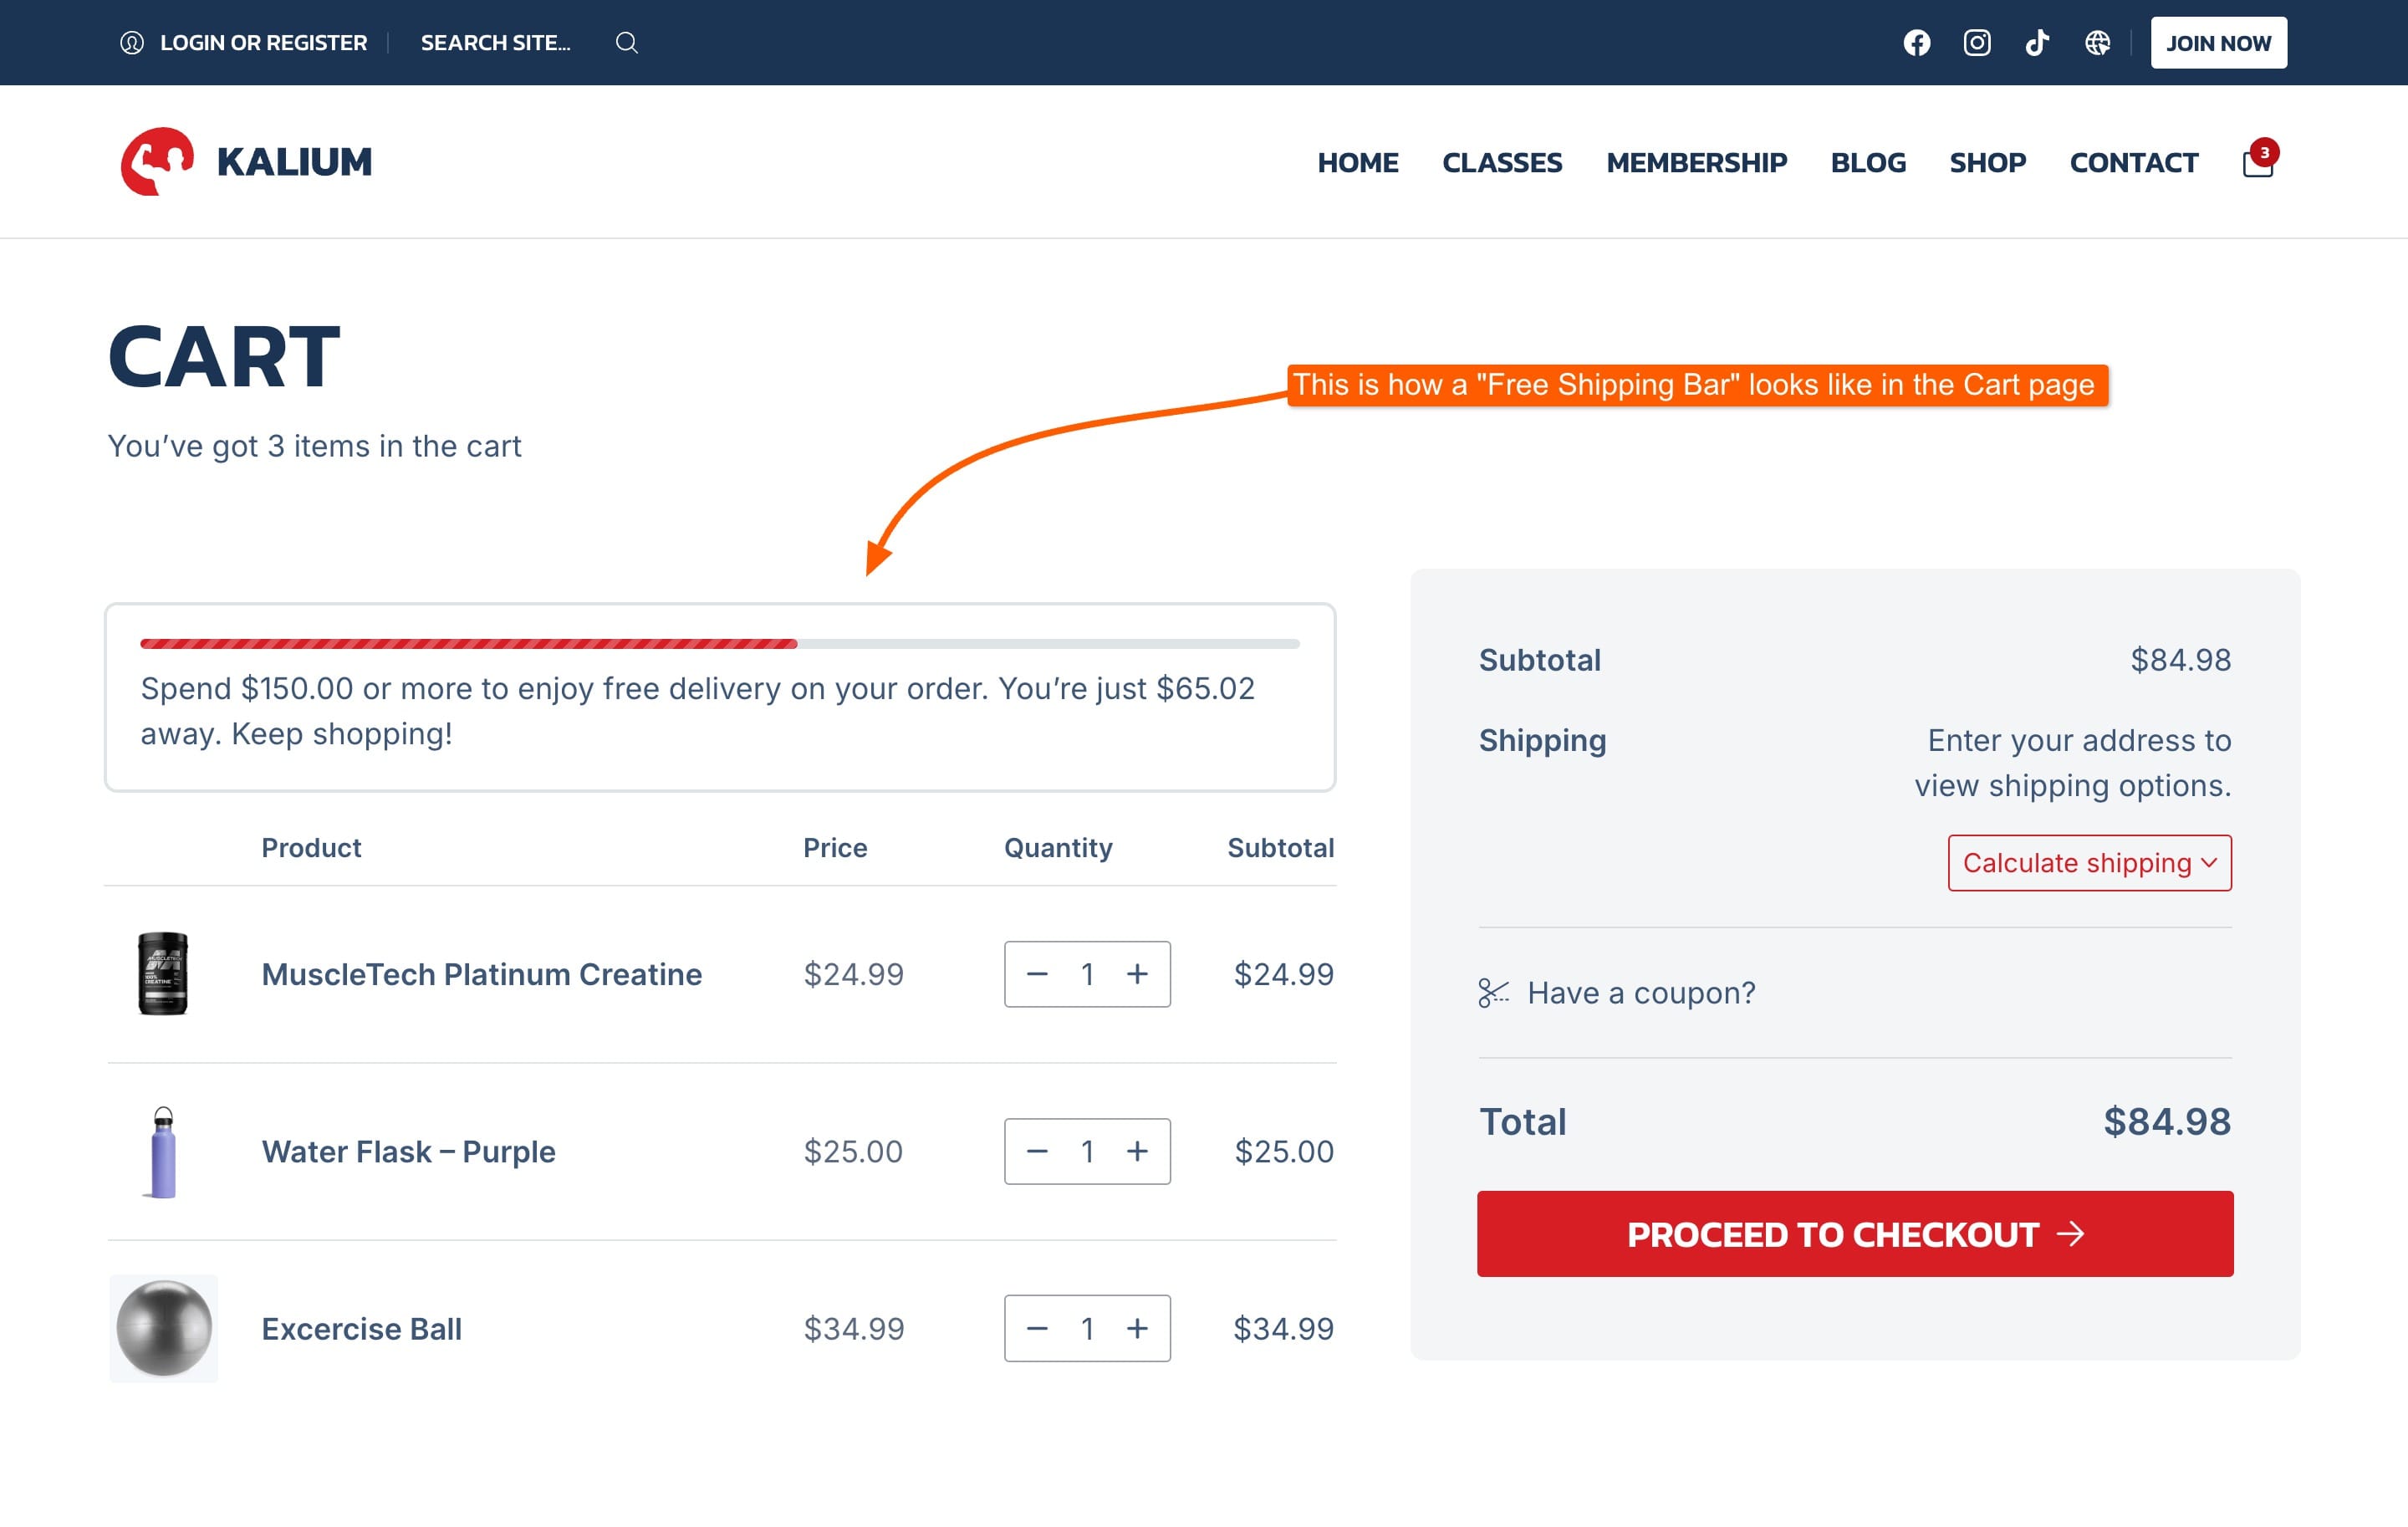 LOGIN OR REGISTER
SEARCH SITE...
JOIN NOW
KALIUM
HOME
CLASSES
MEMBERSHIP
BLOG
SHOP
CONTACT
3
CART
You’ve got 3 items in the cart
This is how a "Free Shipping Bar" looks like in the Cart page
Spend $150.00 or more to enjoy free delivery on your order. You’re just $65.02
away. Keep shopping!
Product Price Quantity Subtotal
MuscleTech Platinum Creatine $24.99 1 $24.99
Water Flask – Purple $25.00 1 $25.00
Excercise Ball $34.99 1 $34.99
Subtotal $84.98
Shipping Enter your address to
view shipping options.
Calculate shipping
Have a coupon?
Total $84.98
PROCEED TO CHECKOUT